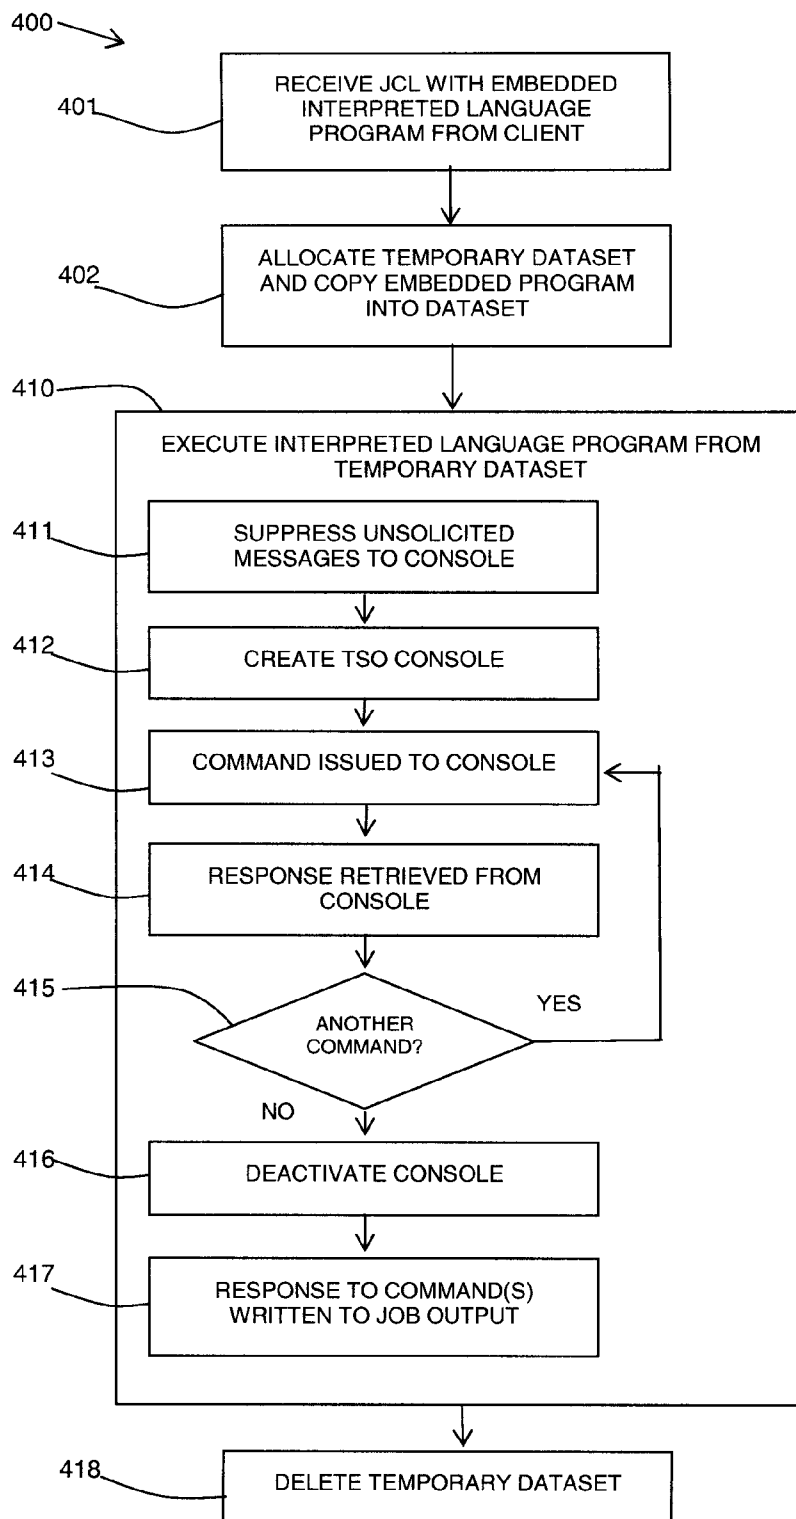 400
401
RECEIVE JCL WITH EMBEDDED
INTERPRETED LANGUAGE
PROGRAM FROM CLIENT
402
ALLOCATE TEMPORARY DATASET
AND COPY EMBEDDED PROGRAM
INTO DATASET
410
EXECUTE INTERPRETED LANGUAGE PROGRAM FROM
TEMPORARY DATASET
411
SUPPRESS UNSOLICITED
MESSAGES TO CONSOLE
412
CREATE TSO CONSOLE
413
COMMAND ISSUED TO CONSOLE
414
RESPONSE RETRIEVED FROM
CONSOLE
415
ANOTHER
COMMAND?
YES
NO
416
DEACTIVATE CONSOLE
417
RESPONSE TO COMMAND(S)
WRITTEN TO JOB OUTPUT
418
DELETE TEMPORARY DATASET